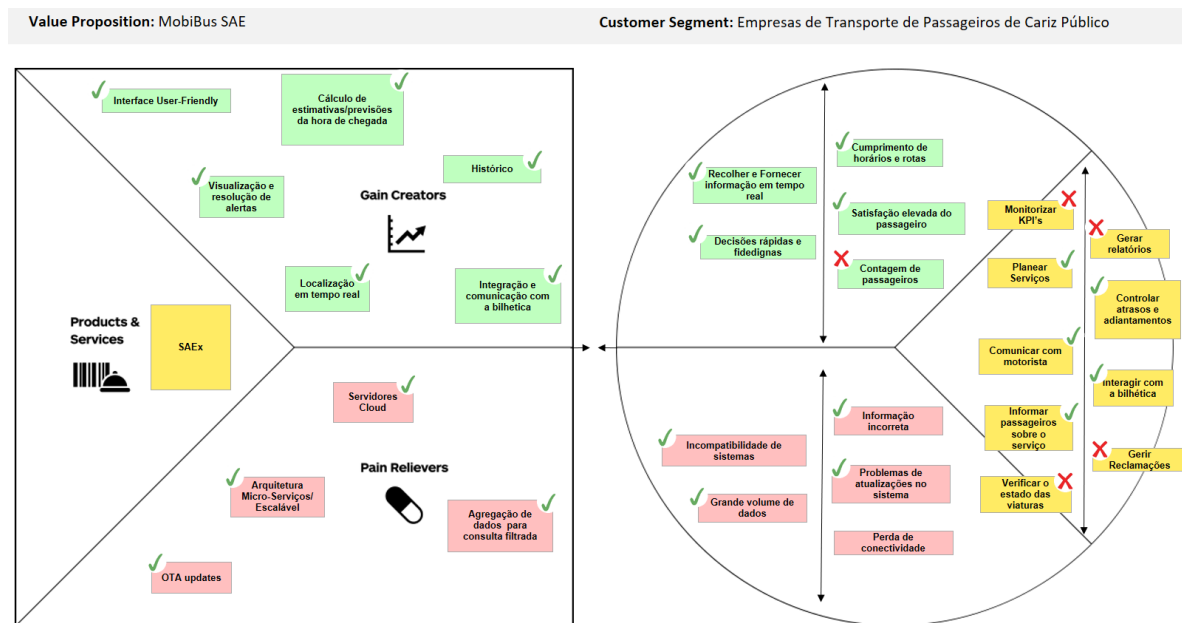 Value Proposition: MobiBus SAE
Customer Segment: Empresas de Transporte de Passageiros de Cariz Público
Interface User-Friendly
Cálculo de
estimativas/previsões
da hora de chegada
Histórico
Visualização e
resolução de
alertas
Gain Creators
Localização
em tempo real
Integração e
comunicação com
a bilhetica
Products &
Services
SAEx
Servidores
Cloud
Pain Relievers
Arquitetura
Micro-Serviços/
Escalável
Agregação de
dados para
consulta filtrada
OTA updates
Cumprimento de
horários e rotas
Recolher e Fornecer
informação em tempo
real
Satisfação elevada do
passageiro
Decisões rápidas e
fidedignas
Contagem de
passageiros
Monitorizar
KPI's
Gerar
relatórios
Planear
Serviços
Controlar
atrasos e
adiantamentos
Comunicar com
motorista
Interagir com
a bilhética
Informar
passageiros
sobre o
serviço
Gerir
Reclamações
Verificar o
estado das
viaturas
Informação
incorreta
Incompatibilidade de
sistemas
Problemas de
atualizações no
sistema
Grande volume de
dados
Perda de
conectividade